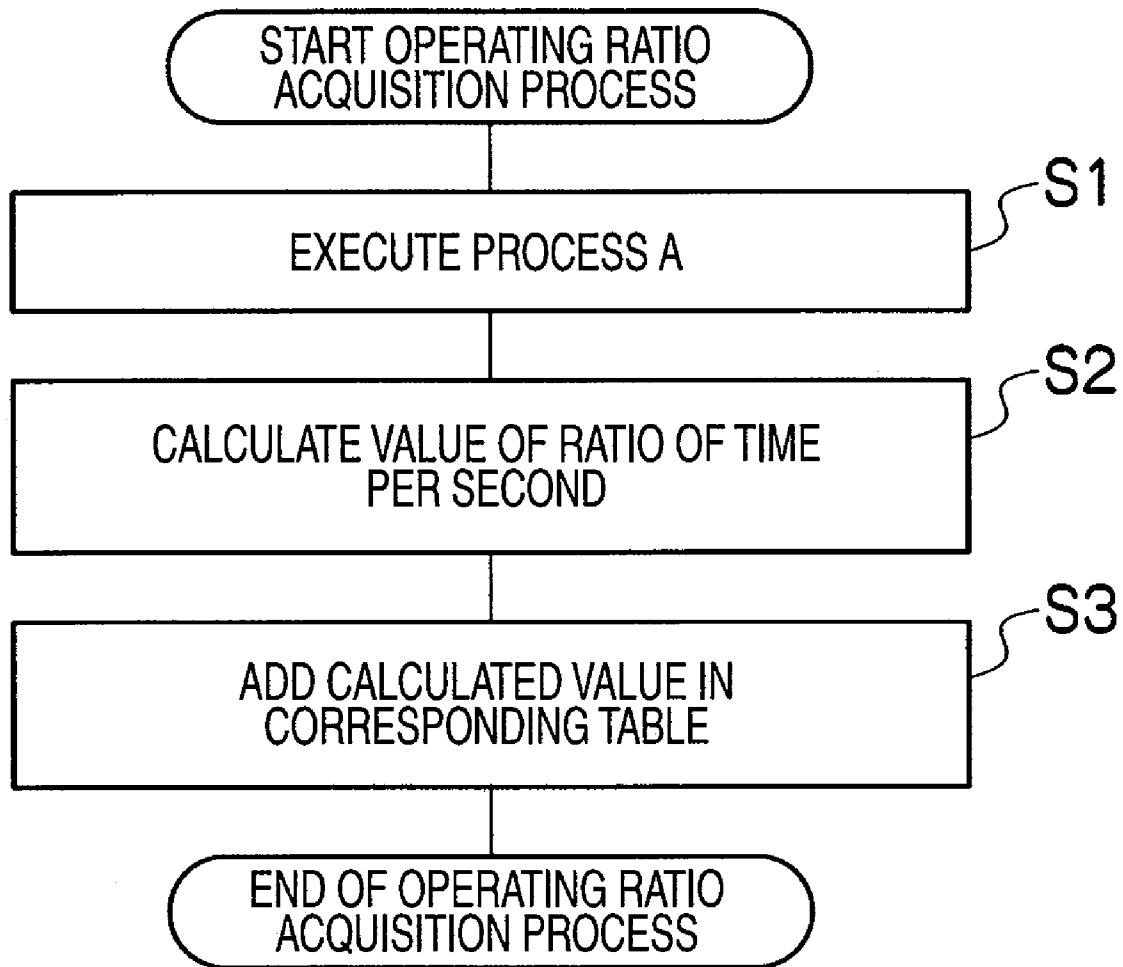 START OPERATING RATIO
ACQUISITION PROCESS
S1
EXECUTE PROCESS A
S2
CALCULATE VALUE OF RATIO OF TIME
PER SECOND
S3
ADD CALCULATED VALUE IN
CORRESPONDING TABLE
END OF OPERATING RATIO
ACQUISITION PROCESS